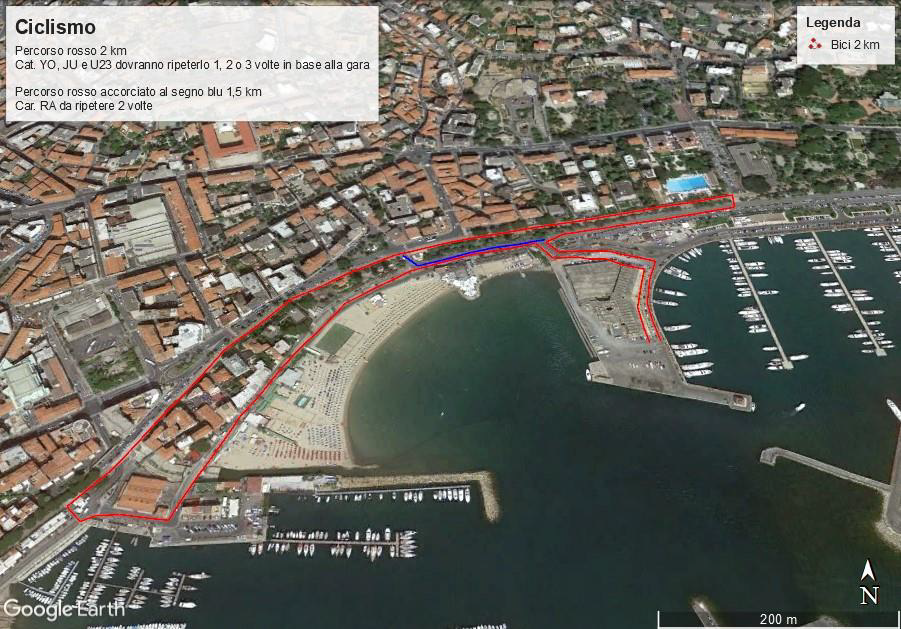 Ciclismo
Percorso rosso 2 km
Cat. YO, JU e U23 dovranno ripeterlo 1, 2 o 3 volte in base alla gara
Percorso rosso accorciato al segno blu 1,5 km
Car. RA da ripetere 2 volte
Legenda
Bici 2 km
N
Google Earth
200 m